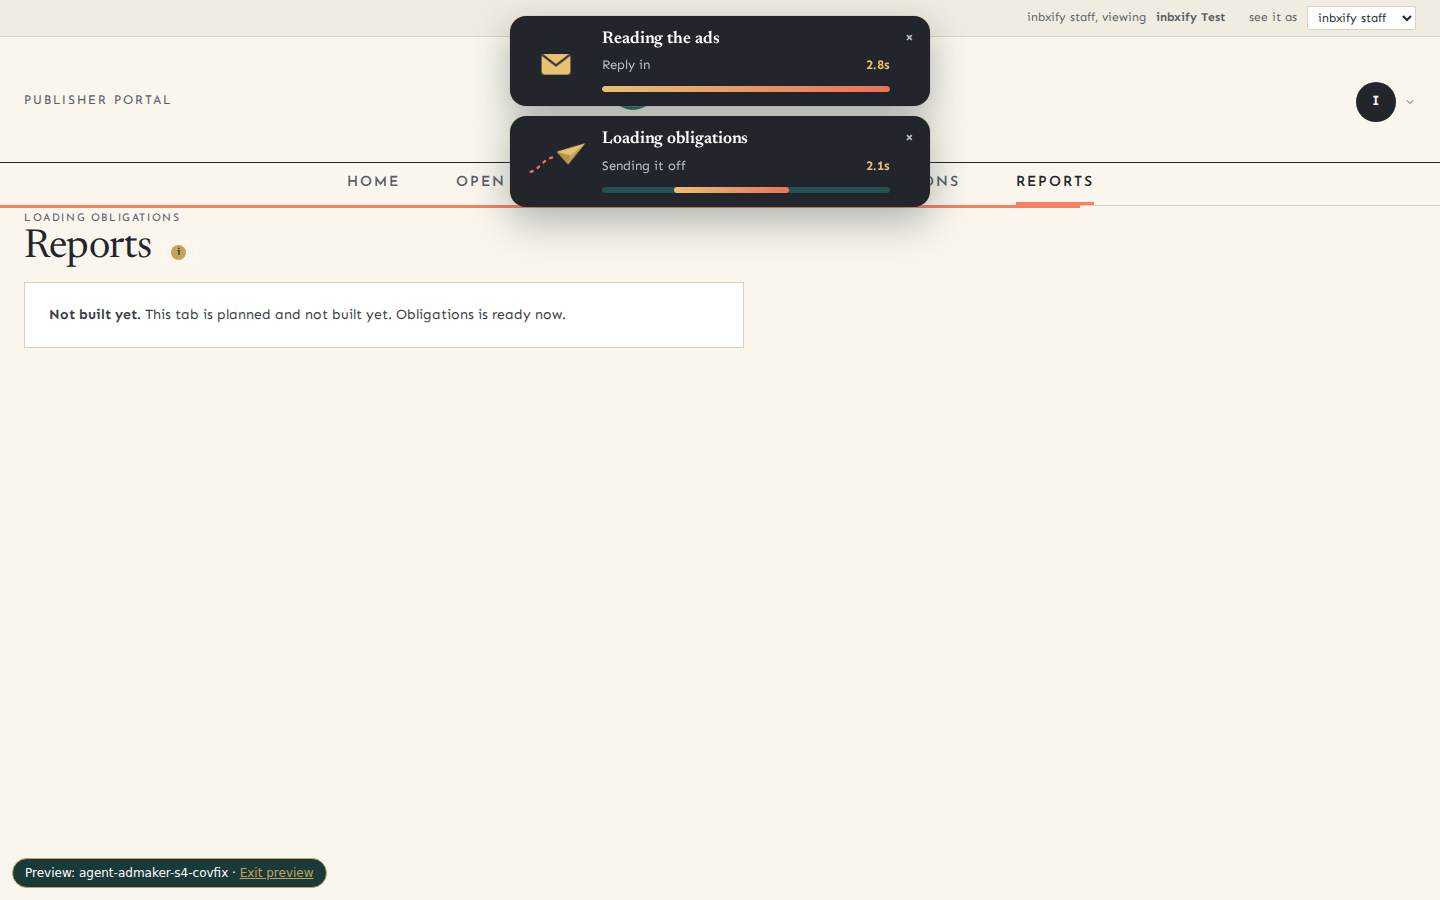 inbxify staff, viewing inbxify Test see it as inbxify staff
Reading the ads ×
Reply in 2.8s
PUBLISHER PORTAL
I
Loading obligations ×
Sending it off 2.1s
HOME OPEN REPORTS
LOADING OBLIGATIONS
Reports i
Not built yet. This tab is planned and not built yet. Obligations is ready now.
Preview: agent-admaker-s4-covfix · Exit preview